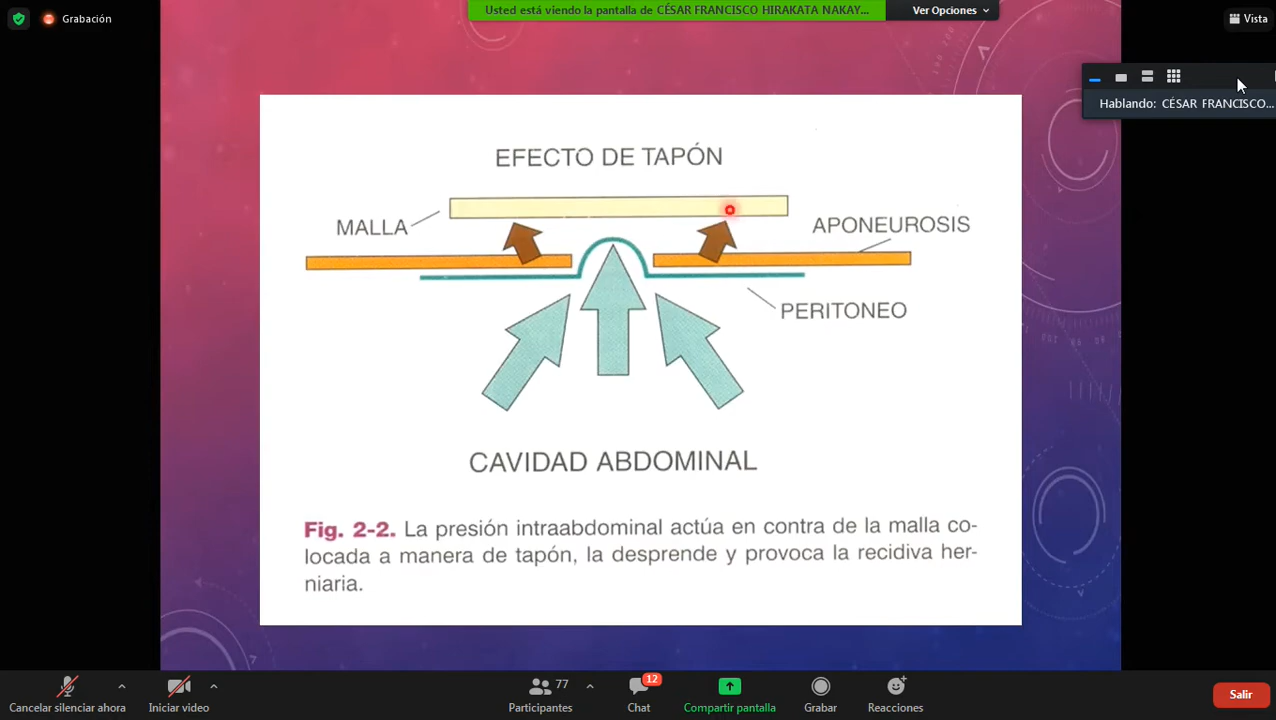 Grabación
Usted está viendo la pantalla de CÉSAR FRANCISCO HIRAKATA NAKAY...
Ver Opciones
Vista
Hablando: CÉSAR FRANCISCO...
EFECTO DE TAPÓN
MALLA
APONEUROSIS
PERITONEO
CAVIDAD ABDOMINAL
Fig. 2-2. La presión intraabdominal actúa en contra de la malla co-
locada a manera de tapón, la desprende y provoca la recidiva her-
niaria.
Cancelar silenciar ahora
Iniciar video
77
Participantes
12
Chat
Compartir pantalla
Grabar
Reacciones
Salir